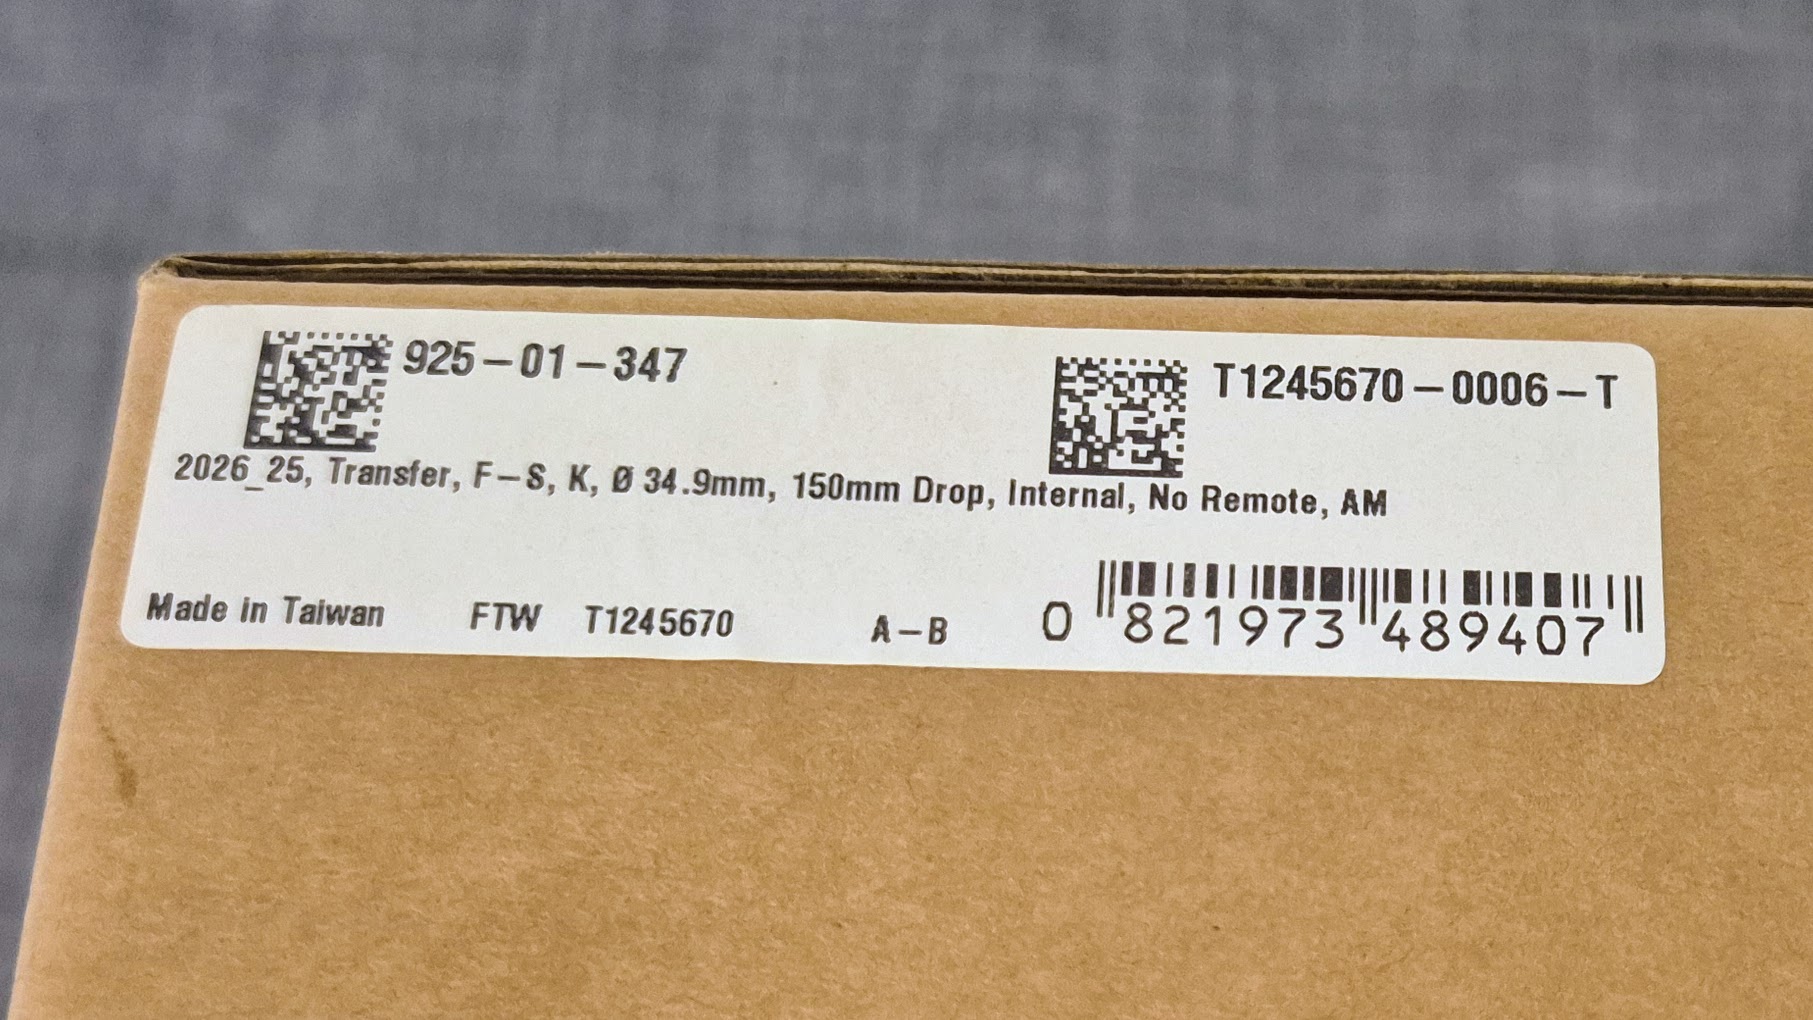 925-01-347
T1245670-0006-T
2026_25, Transfer, F-S, K, Ø 34.9mm, 150mm Drop, Internal, No Remote, AM
Made in Taiwan FTW T1245670 A-B
0 821973 489407